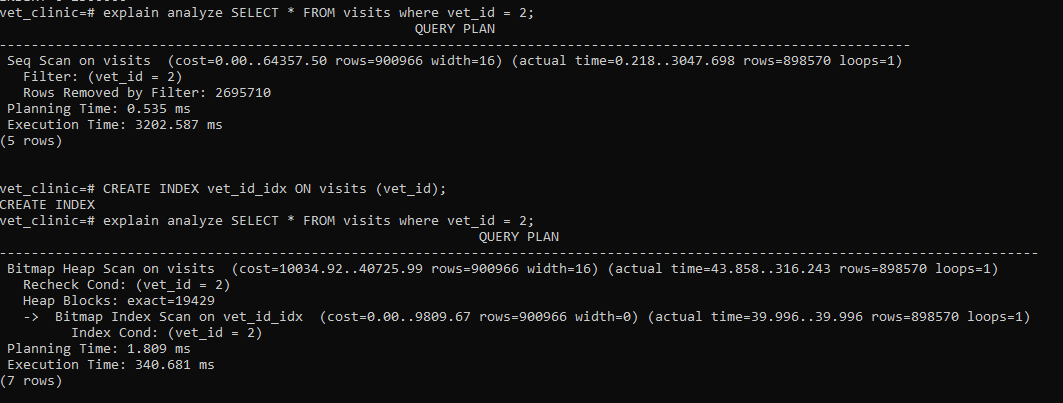 vet_clinic=# explain analyze SELECT * FROM visits where vet_id = 2;
QUERY PLAN
-----------------------------------------------------------------------------------------------------------------
Seq Scan on visits  (cost=0.00..64357.50 rows=900966 width=16) (actual time=0.218..3047.698 rows=898570 loops=1)
Filter: (vet_id = 2)
Rows Removed by Filter: 2695710
Planning Time: 0.535 ms
Execution Time: 3202.587 ms
(5 rows)
vet_clinic=# CREATE INDEX vet_id_idx ON visits (vet_id);
CREATE INDEX
vet_clinic=# explain analyze SELECT * FROM visits where vet_id = 2;
QUERY PLAN
---------------------------------------------------------------------------------------------------------------------------------
Bitmap Heap Scan on visits  (cost=10034.92..40725.99 rows=900966 width=16) (actual time=43.858..316.243 rows=898570 loops=1)
Recheck Cond: (vet_id = 2)
Heap Blocks: exact=19429
->  Bitmap Index Scan on vet_id_idx  (cost=0.00..9809.67 rows=900966 width=0) (actual time=39.996..39.996 rows=898570 loops=1)
Index Cond: (vet_id = 2)
Planning Time: 1.809 ms
Execution Time: 340.681 ms
(7 rows)